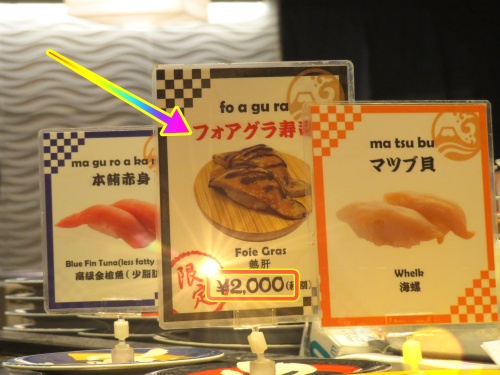 ma gu ro a ka
本鮪赤身
Blue Fin Tuna(less fatty
高級金槍魚(少脂
fo a gu ra
フォアグラ寿
Foie Gras
鵝肝
限定
¥2,000
ma tsu bu
マツブ貝
Whelk
海螺